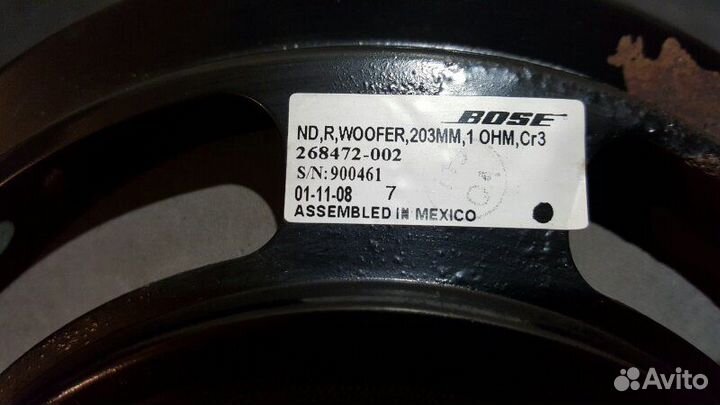 BOSE
ND,R,WOOFER,203MM,1 OHM,Cr3
268472-002
S/N:900461
01-11-08 7
ASSEMBLED IN MEXICO
Avito